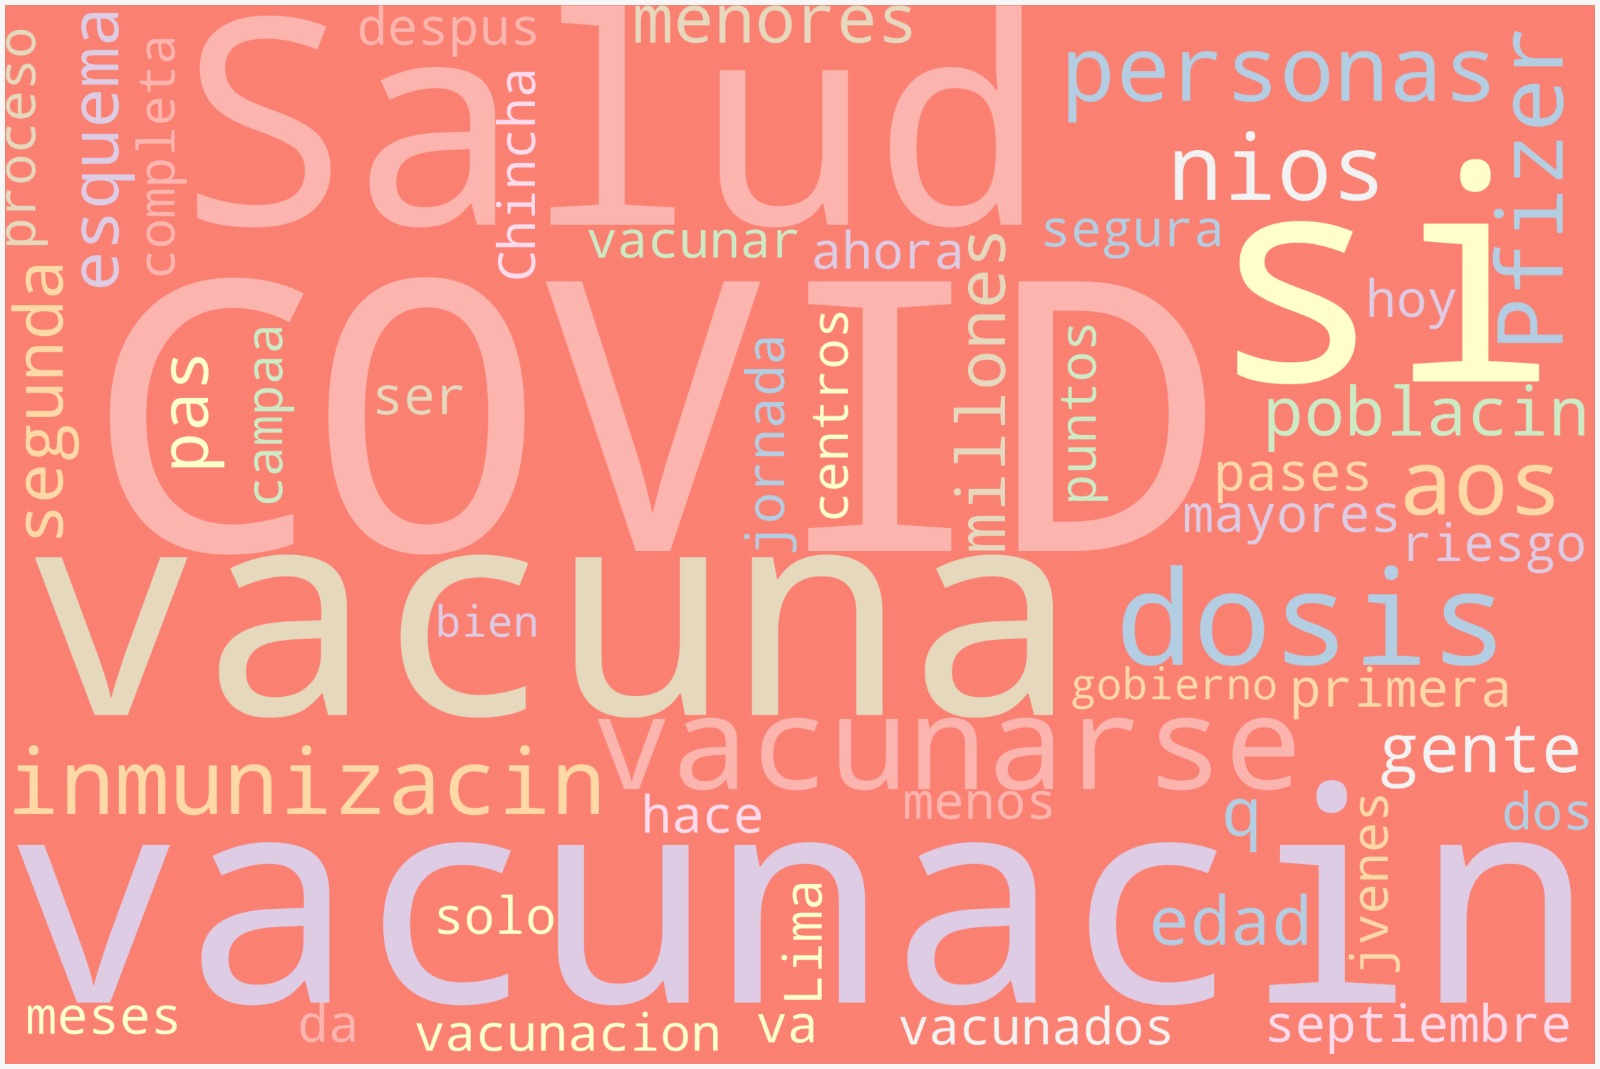 Salud
despus
menores
proceso
esquema
completa
Chincha
personas
nios
Pfizer
si
segura
vacunar
ahora
hoy
COVID
segunda
pas
campaa
ser
jornada
centros
millones
puntos
poblacin
pases
aos
mayores
riesgo
vacuna
bien
dosis
gobierno
primera
vacunarse
gente
inmunizacin
hace
menos
q
dos
jvenes
vacunacin
solo
Lima
edad
meses
da
vacunacion
va
vacunados
septiembre